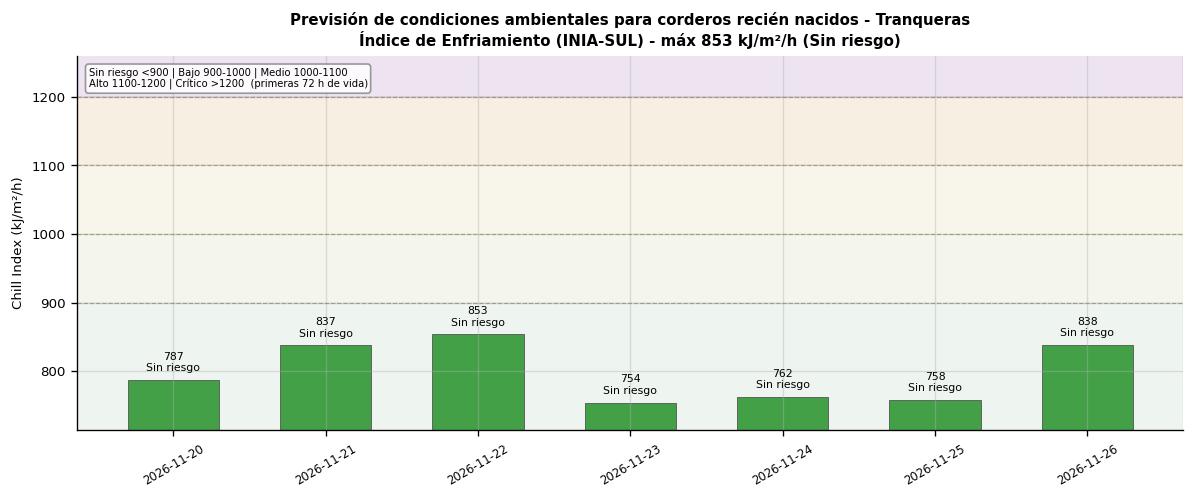 Previsión de condiciones ambientales para corderos recién nacidos - Tranqueras
Índice de Enfriamiento (INIA-SUL) - máx 853 kJ/m²/h (Sin riesgo)
Sin riesgo <900 | Bajo 900-1000 | Medio 1000-1100
Alto 1100-1200 | Crítico >1200  (primeras 72 h de vida)
Chill Index (kJ/m²/h)
1200
1100
1000
900
800
787
Sin riesgo
837
Sin riesgo
853
Sin riesgo
754
Sin riesgo
762
Sin riesgo
758
Sin riesgo
838
Sin riesgo
2026-11-20
2026-11-21
2026-11-22
2026-11-23
2026-11-24
2026-11-25
2026-11-26